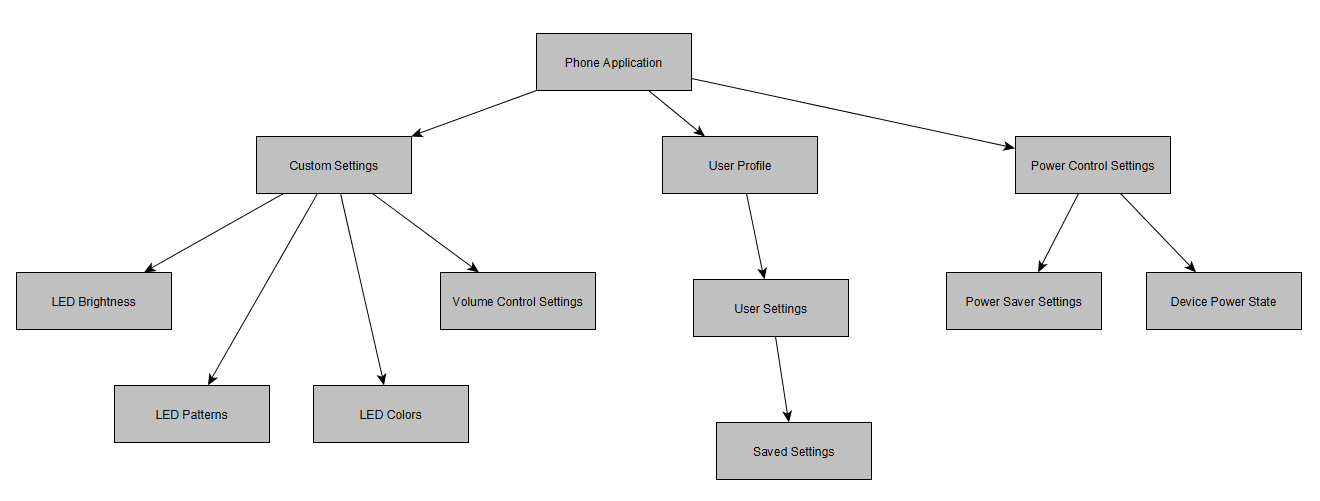 Phone Application
Custom Settings
User Profile
Power Control Settings
LED Brightness
Volume Control Settings
User Settings
Power Saver Settings
Device Power State
LED Patterns
LED Colors
Saved Settings